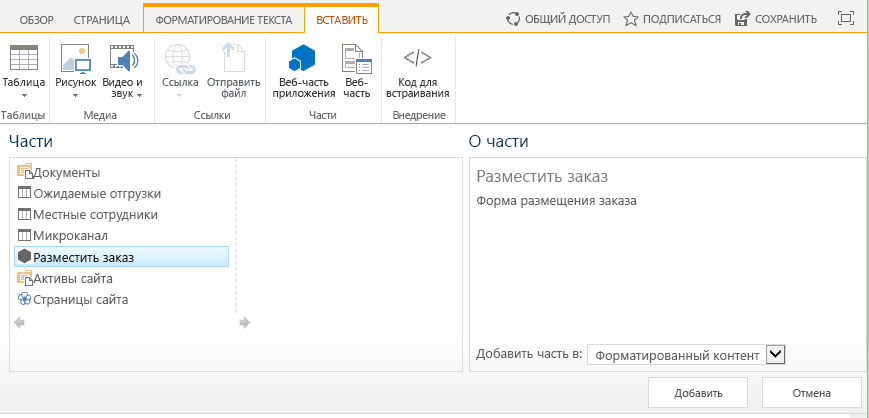 ОБЗОР СТРАНИЦА ФОРМАТИРОВАНИЕ ТЕКСТА ВСТАВИТЬ ОБЩИЙ ДОСТУП ПОДПИСАТЬСЯ СОХРАНИТЬ
Таблица Рисунок Видео и звук Ссылка Отправить файл Веб-часть приложения Веб-часть Код для встраивания
Таблицы Медиа Ссылки Части Внедрение
Части
Документы
Ожидаемые отгрузки
Местные сотрудники
Микроканал
Разместить заказ
Активы сайта
Страницы сайта
О части
Разместить заказ
Форма размещения заказа
Добавить часть в: Форматированный контент
Добавить Отмена